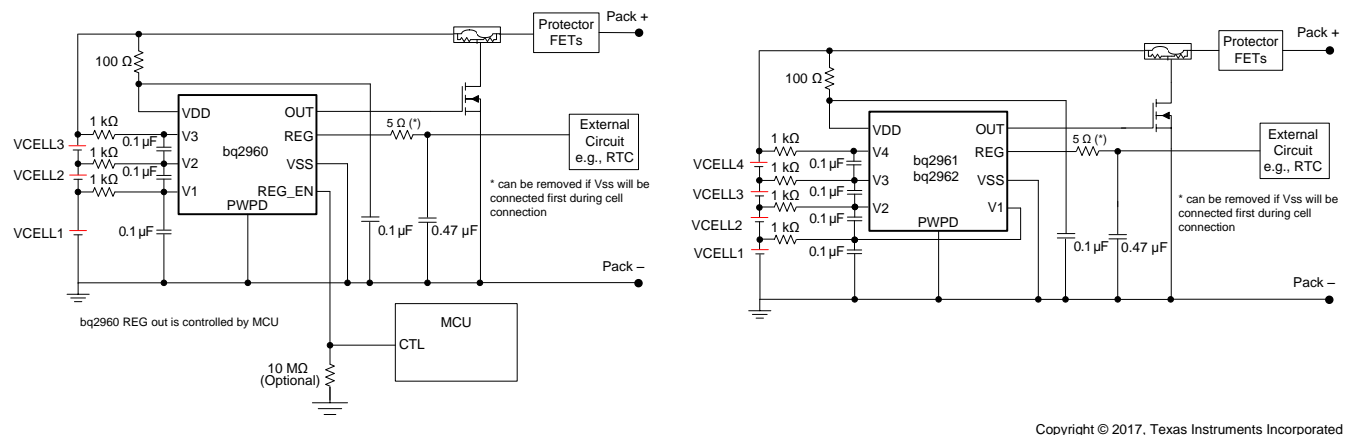 Pack +
Protector
FETs
100 Ω
VDD
OUT
1 kΩ
V3
REG
5 Ω (*)
External
Circuit
e.g., RTC
VCELL3
0.1 µF
1 kΩ
V2
bq2960
VSS
VCELL2
0.1 µF
1 kΩ
V1
REG_EN
* can be removed if Vss will be
connected first during cell
connection
PWPD
VCELL1
0.1 µF
0.1 µF
0.47 µF
Pack –
bq2960 REG out is controlled by MCU
MCU
CTL
10 MΩ
(Optional)
Pack +
Protector
FETs
100 Ω
VDD
OUT
1 kΩ
V4
REG
5 Ω (*)
External
Circuit
e.g., RTC
VCELL4
0.1 µF
bq2961
bq2962
1 kΩ
V3
VSS
VCELL3
0.1 µF
1 kΩ
V2
V1
* can be removed if Vss will be
connected first during cell
connection
VCELL2
0.1 µF
PWPD
1 kΩ
VCELL1
0.1 µF
0.1 µF
0.47 µF
Pack –
Copyright © 2017, Texas Instruments Incorporated